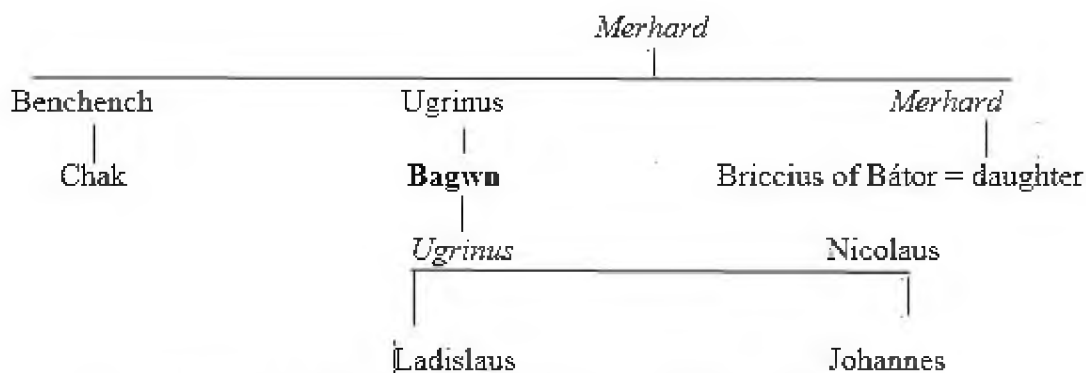 Merhard
Benchench Ugrinus Merhard
Chak Bagwn Briccius of Bátor = daughter
Ugrinus Nicolaus
Ladislaus Johannes